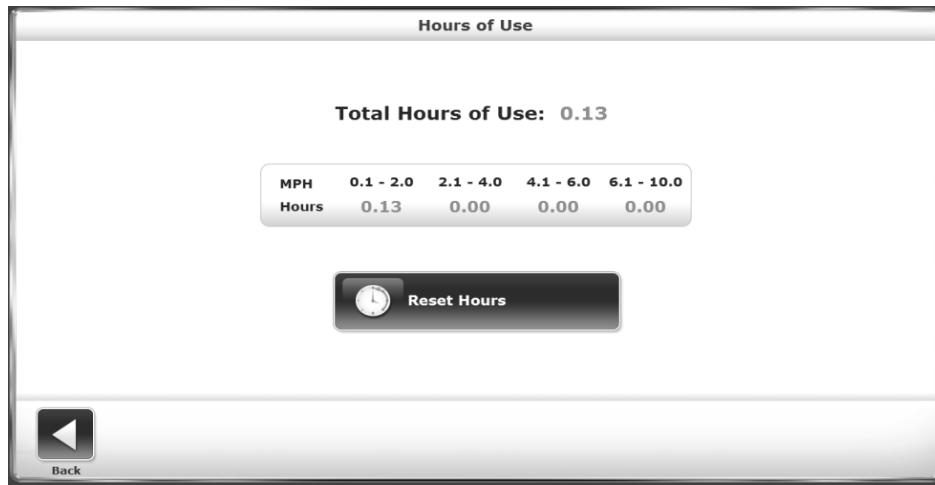 Hours of Use
Total Hours of Use: 0.13
MPH 0.1 - 2.0 2.1 - 4.0 4.1 - 6.0 6.1 - 10.0
Hours 0.13 0.00 0.00 0.00
Reset Hours
Back